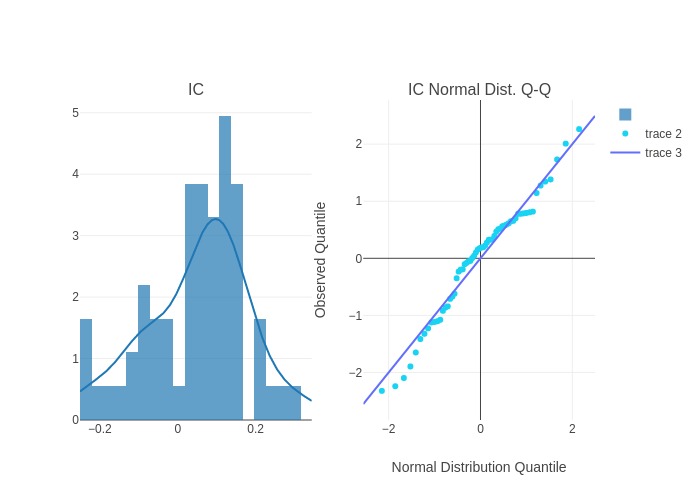 IC
IC Normal Dist. Q-Q
5
4
3
2
1
0
−0.2
0
0.2
Observed Quantile
2
1
0
−1
−2
−2
0
2
Normal Distribution Quantile
trace 2
trace 3